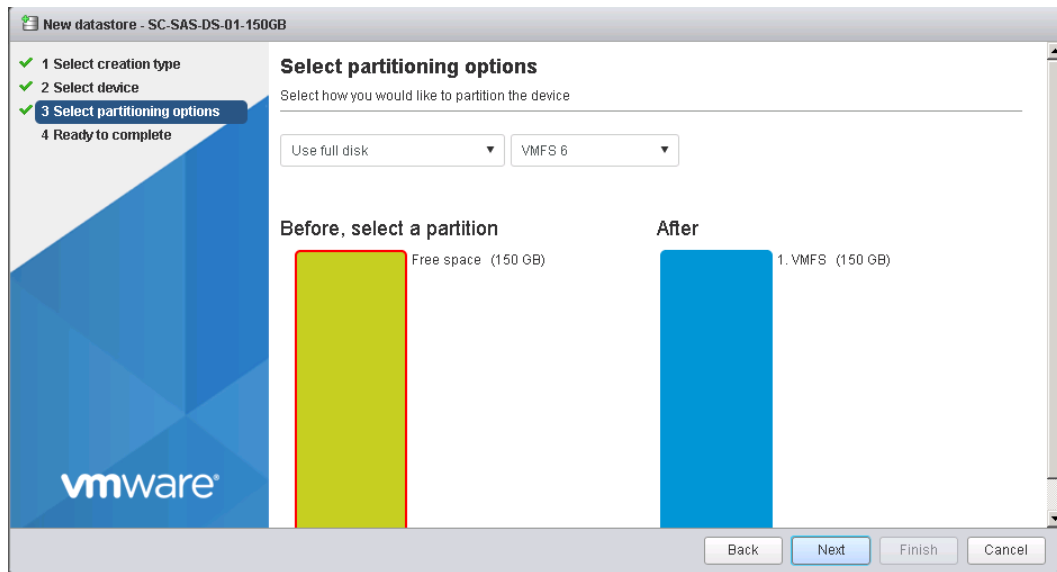 New datastore - SC-SAS-DS-01-150GB
1 Select creation type
2 Select device
3 Select partitioning options
4 Ready to complete
Select partitioning options
Select how you would like to partition the device
Use full disk
VMFS 6
Before, select a partition
After
Free space (150 GB)
1. VMFS (150 GB)
vmware®
Back
Next
Finish
Cancel